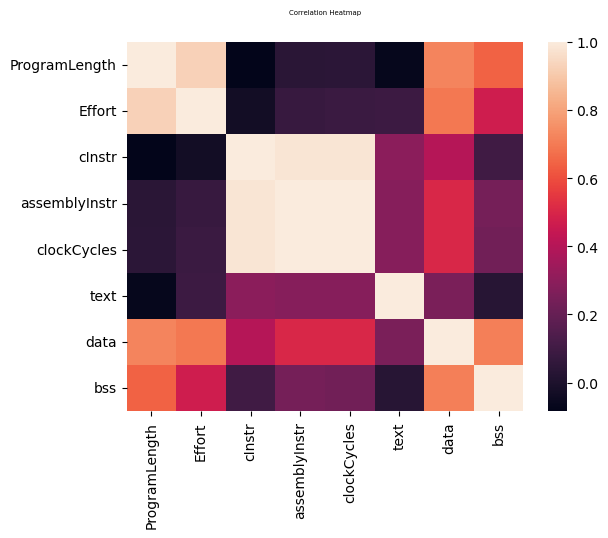 Correlation Heatmap
ProgramLength
Effort
cInstr
assemblyInstr
clockCycles
text
data
bss
ProgramLength
Effort
cInstr
assemblyInstr
clockCycles
text
data
bss
1.0
0.8
0.6
0.4
0.2
0.0